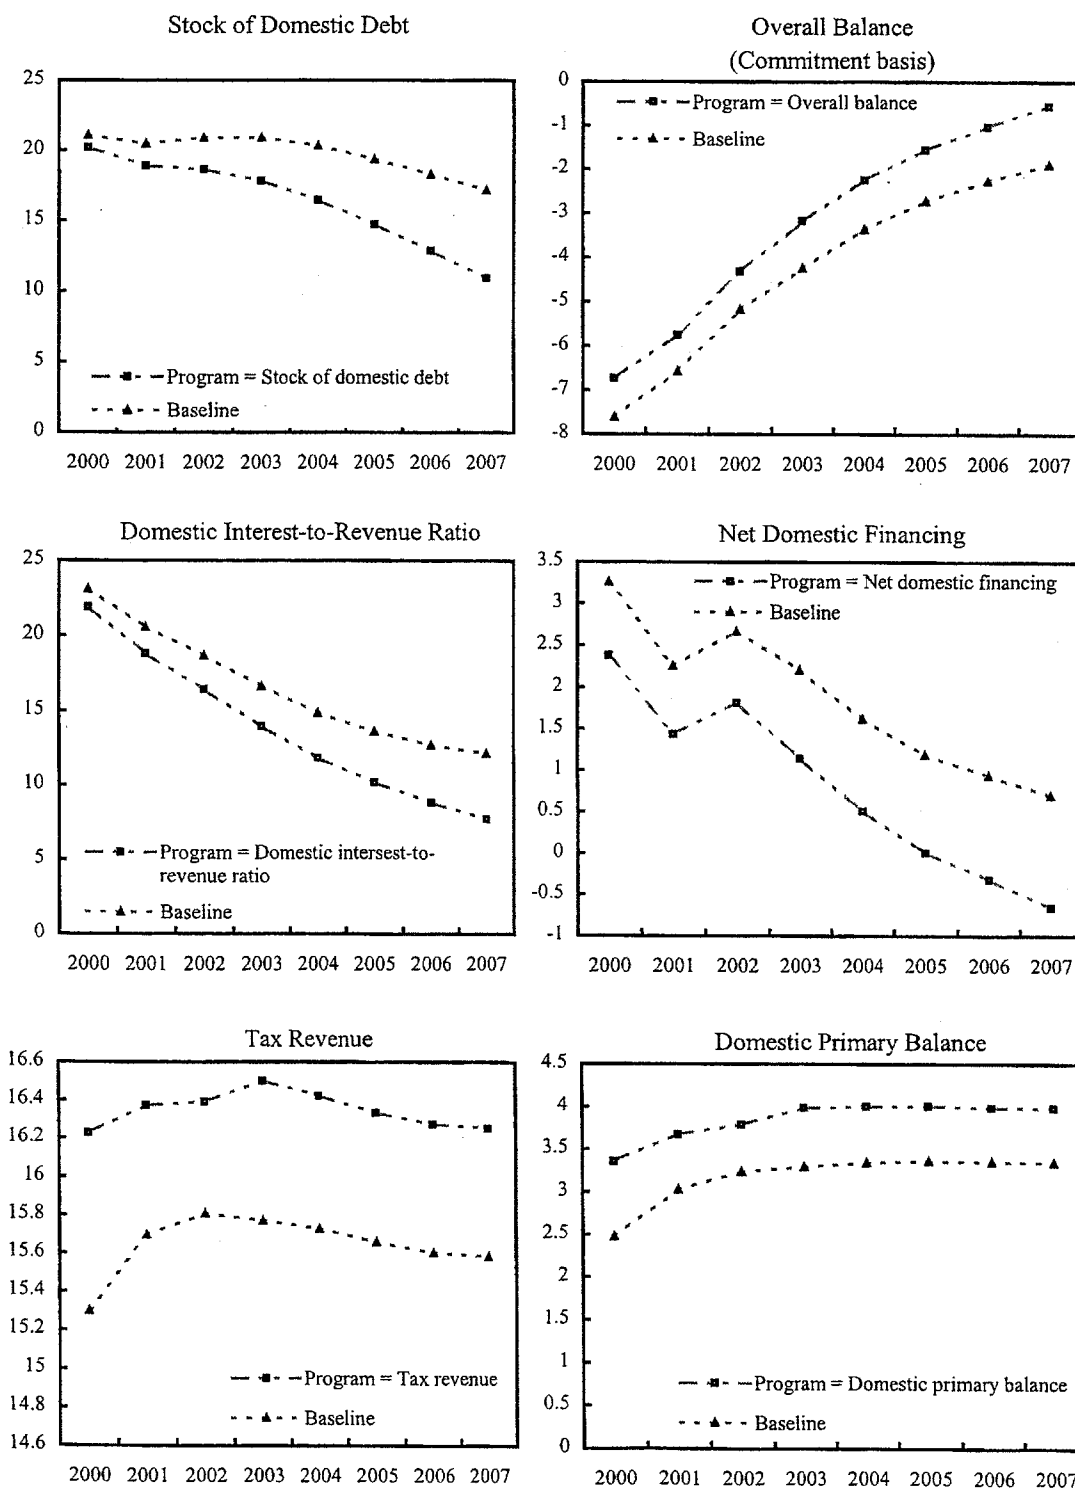 Stock of Domestic Debt
25
20
15
10
5
0
Program = Stock of domestic debt
Baseline
2000 2001 2002 2003 2004 2005 2006 2007
Overall Balance
(Commitment basis)
0
-1
-2
-3
-4
-5
-6
-7
-8
Program = Overall balance
Baseline
2000 2001 2002 2003 2004 2005 2006 2007
Domestic Interest-to-Revenue Ratio
25
20
15
10
5
0
Program = Domestic intersest-to-
revenue ratio
Baseline
2000 2001 2002 2003 2004 2005 2006 2007
Net Domestic Financing
3.5
3
2.5
2
1.5
1
0.5
0
-0.5
-1
Program = Net domestic financing
Baseline
2000 2001 2002 2003 2004 2005 2006 2007
Tax Revenue
16.6
16.4
16.2
16
15.8
15.6
15.4
15.2
15
14.8
14.6
Program = Tax revenue
Baseline
2000 2001 2002 2003 2004 2005 2006 2007
Domestic Primary Balance
4.5
4
3.5
3
2.5
2
1.5
1
0.5
0
Program = Domestic primary balance
Baseline
2000 2001 2002 2003 2004 2005 2006 2007